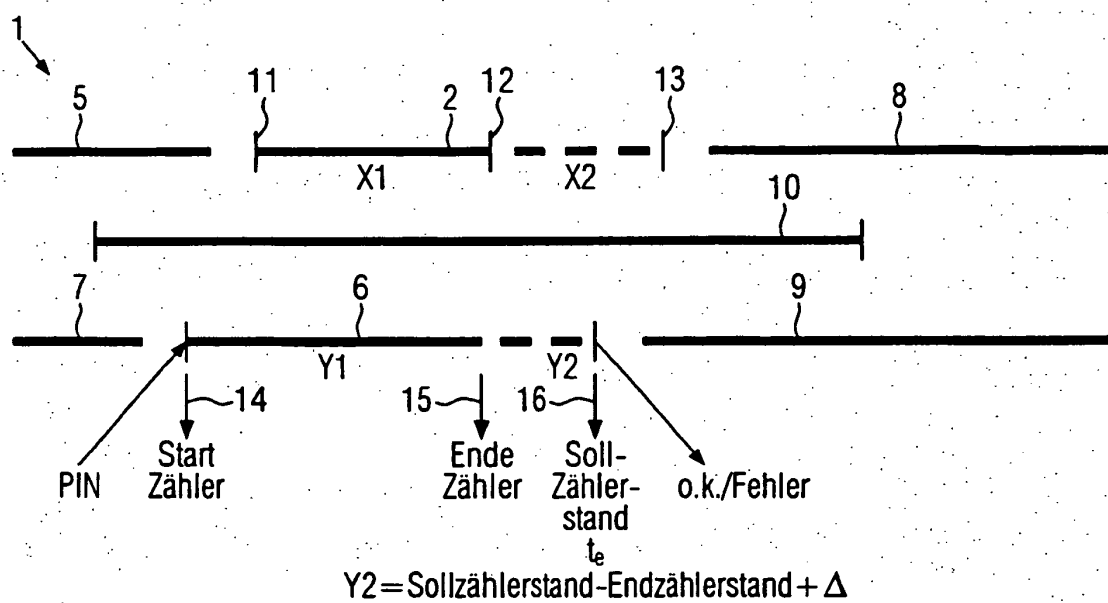 1
5
11
2
12
13
8
X1
X2
10
7
6
9
Y1
Y2
14
15
16
PIN
Start
Zähler
Ende
Zähler
Soll-
Zähler-
stand
te
o.k./Fehler
Y2=Sollzählerstand-Endzählerstand+Δ